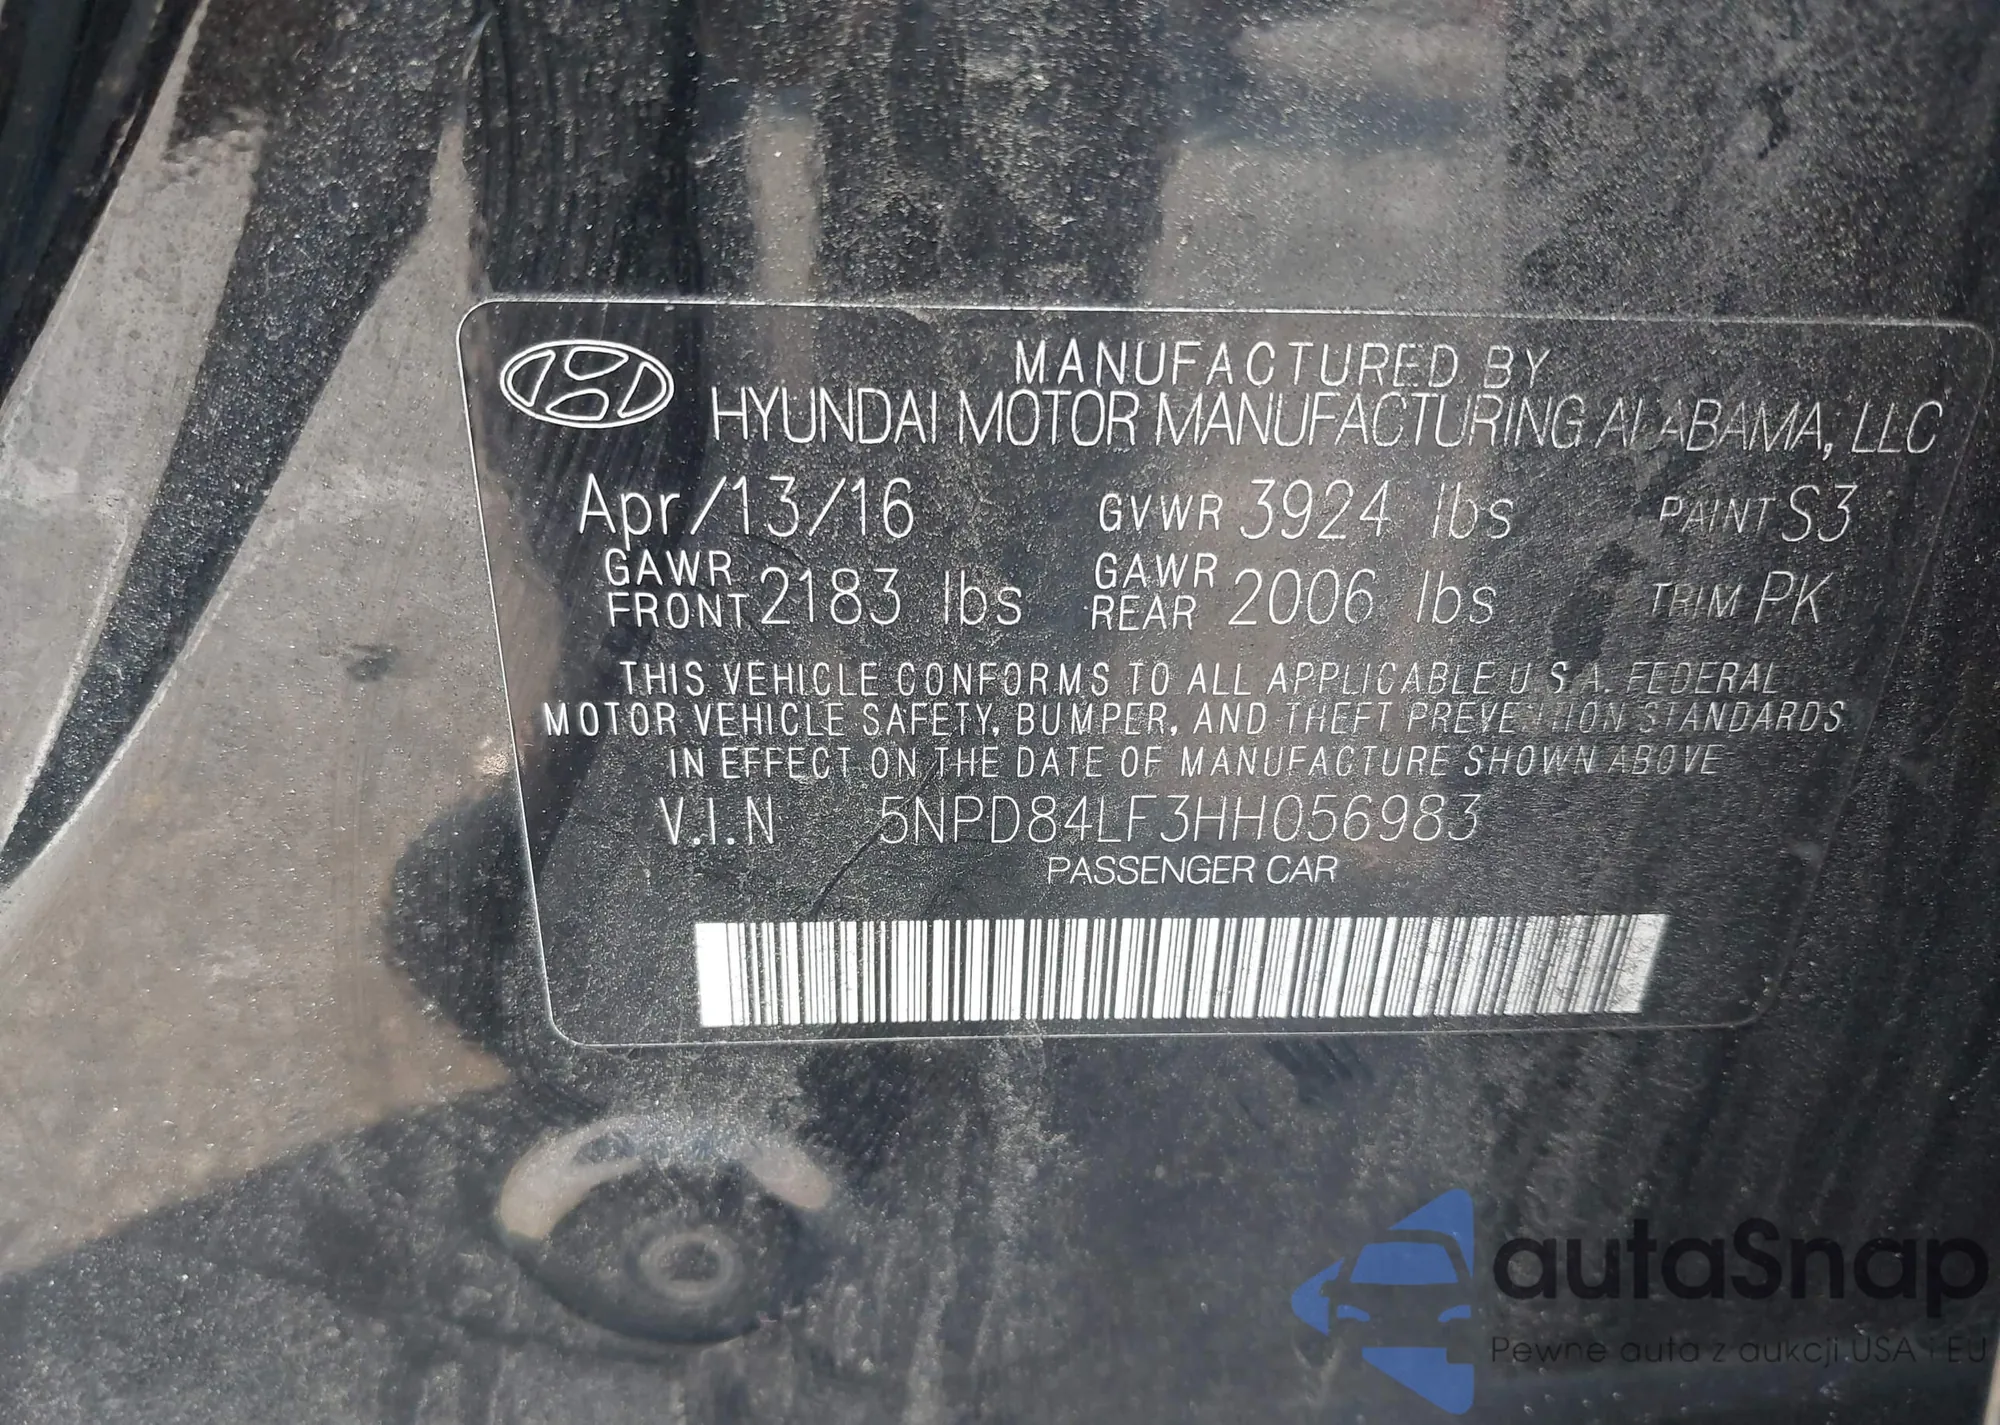 MANUFACTURED BY
HYUNDAI MOTOR MANUFACTURING ALABAMA, LLC
Apr/13/16 GVWR 3924 lbs PAINT S3
GAWR FRONT 2183 lbs GAWR REAR 2006 lbs TRIM PK
THIS VEHICLE CONFORMS TO ALL APPLICABLE U.S.A. FEDERAL
MOTOR VEHICLE SAFETY, BUMPER, AND THEFT PREVENTION STANDARDS
IN EFFECT ON THE DATE OF MANUFACTURE SHOWN ABOVE
V.I.N 5NPD84LF3HH056983
PASSENGER CAR
autaSnap
Pewne auta z aukcji USA i EU